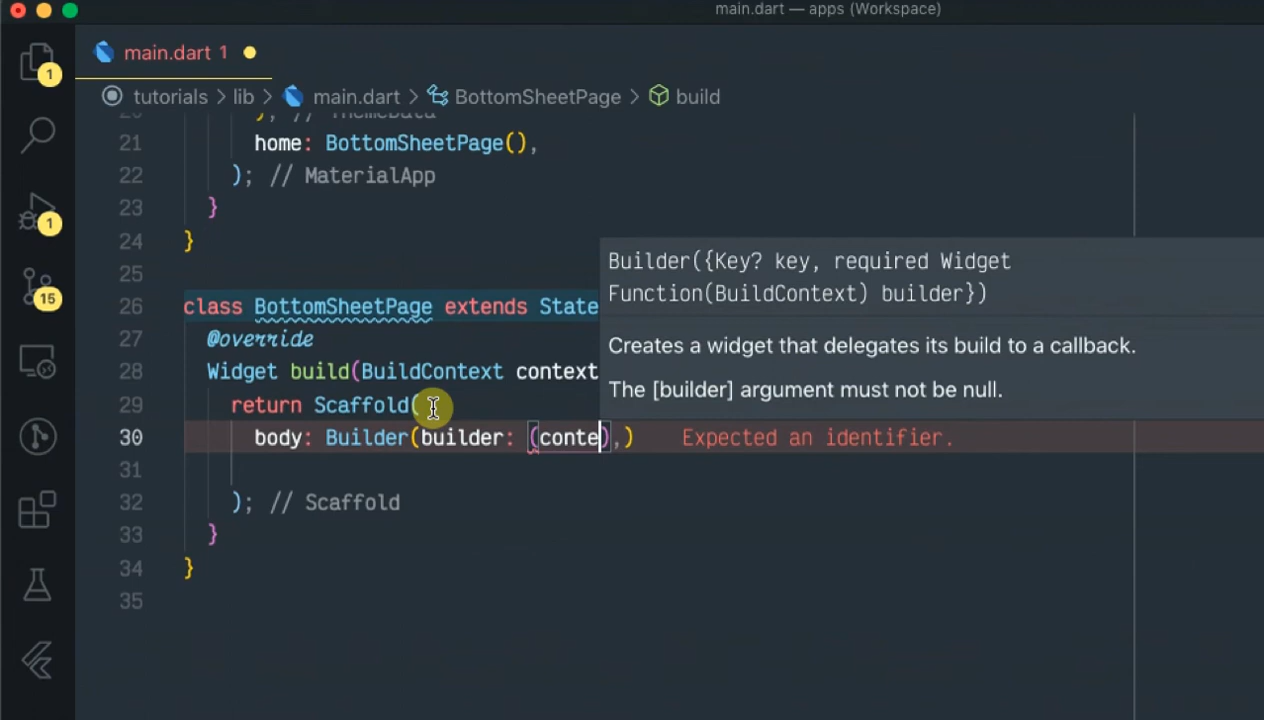 main.dart — apps (Workspace)
1
main.dart 1
tutorials > lib > main.dart > BottomSheetPage > build
20 ); // ThemeData
21 home: BottomSheetPage(),
22 ); // MaterialApp
1
23 }
24 }
25
Builder({Key? key, required Widget
Function(BuildContext) builder})
15
26 class BottomSheetPage extends State
27 @override
Creates a widget that delegates its build to a callback.
28 Widget build(BuildContext context
The [builder] argument must not be null.
29 return Scaffold(
30 body: Builder(builder: (conte),) Expected an identifier.
31
32 ); // Scaffold
33 }
34 }
35